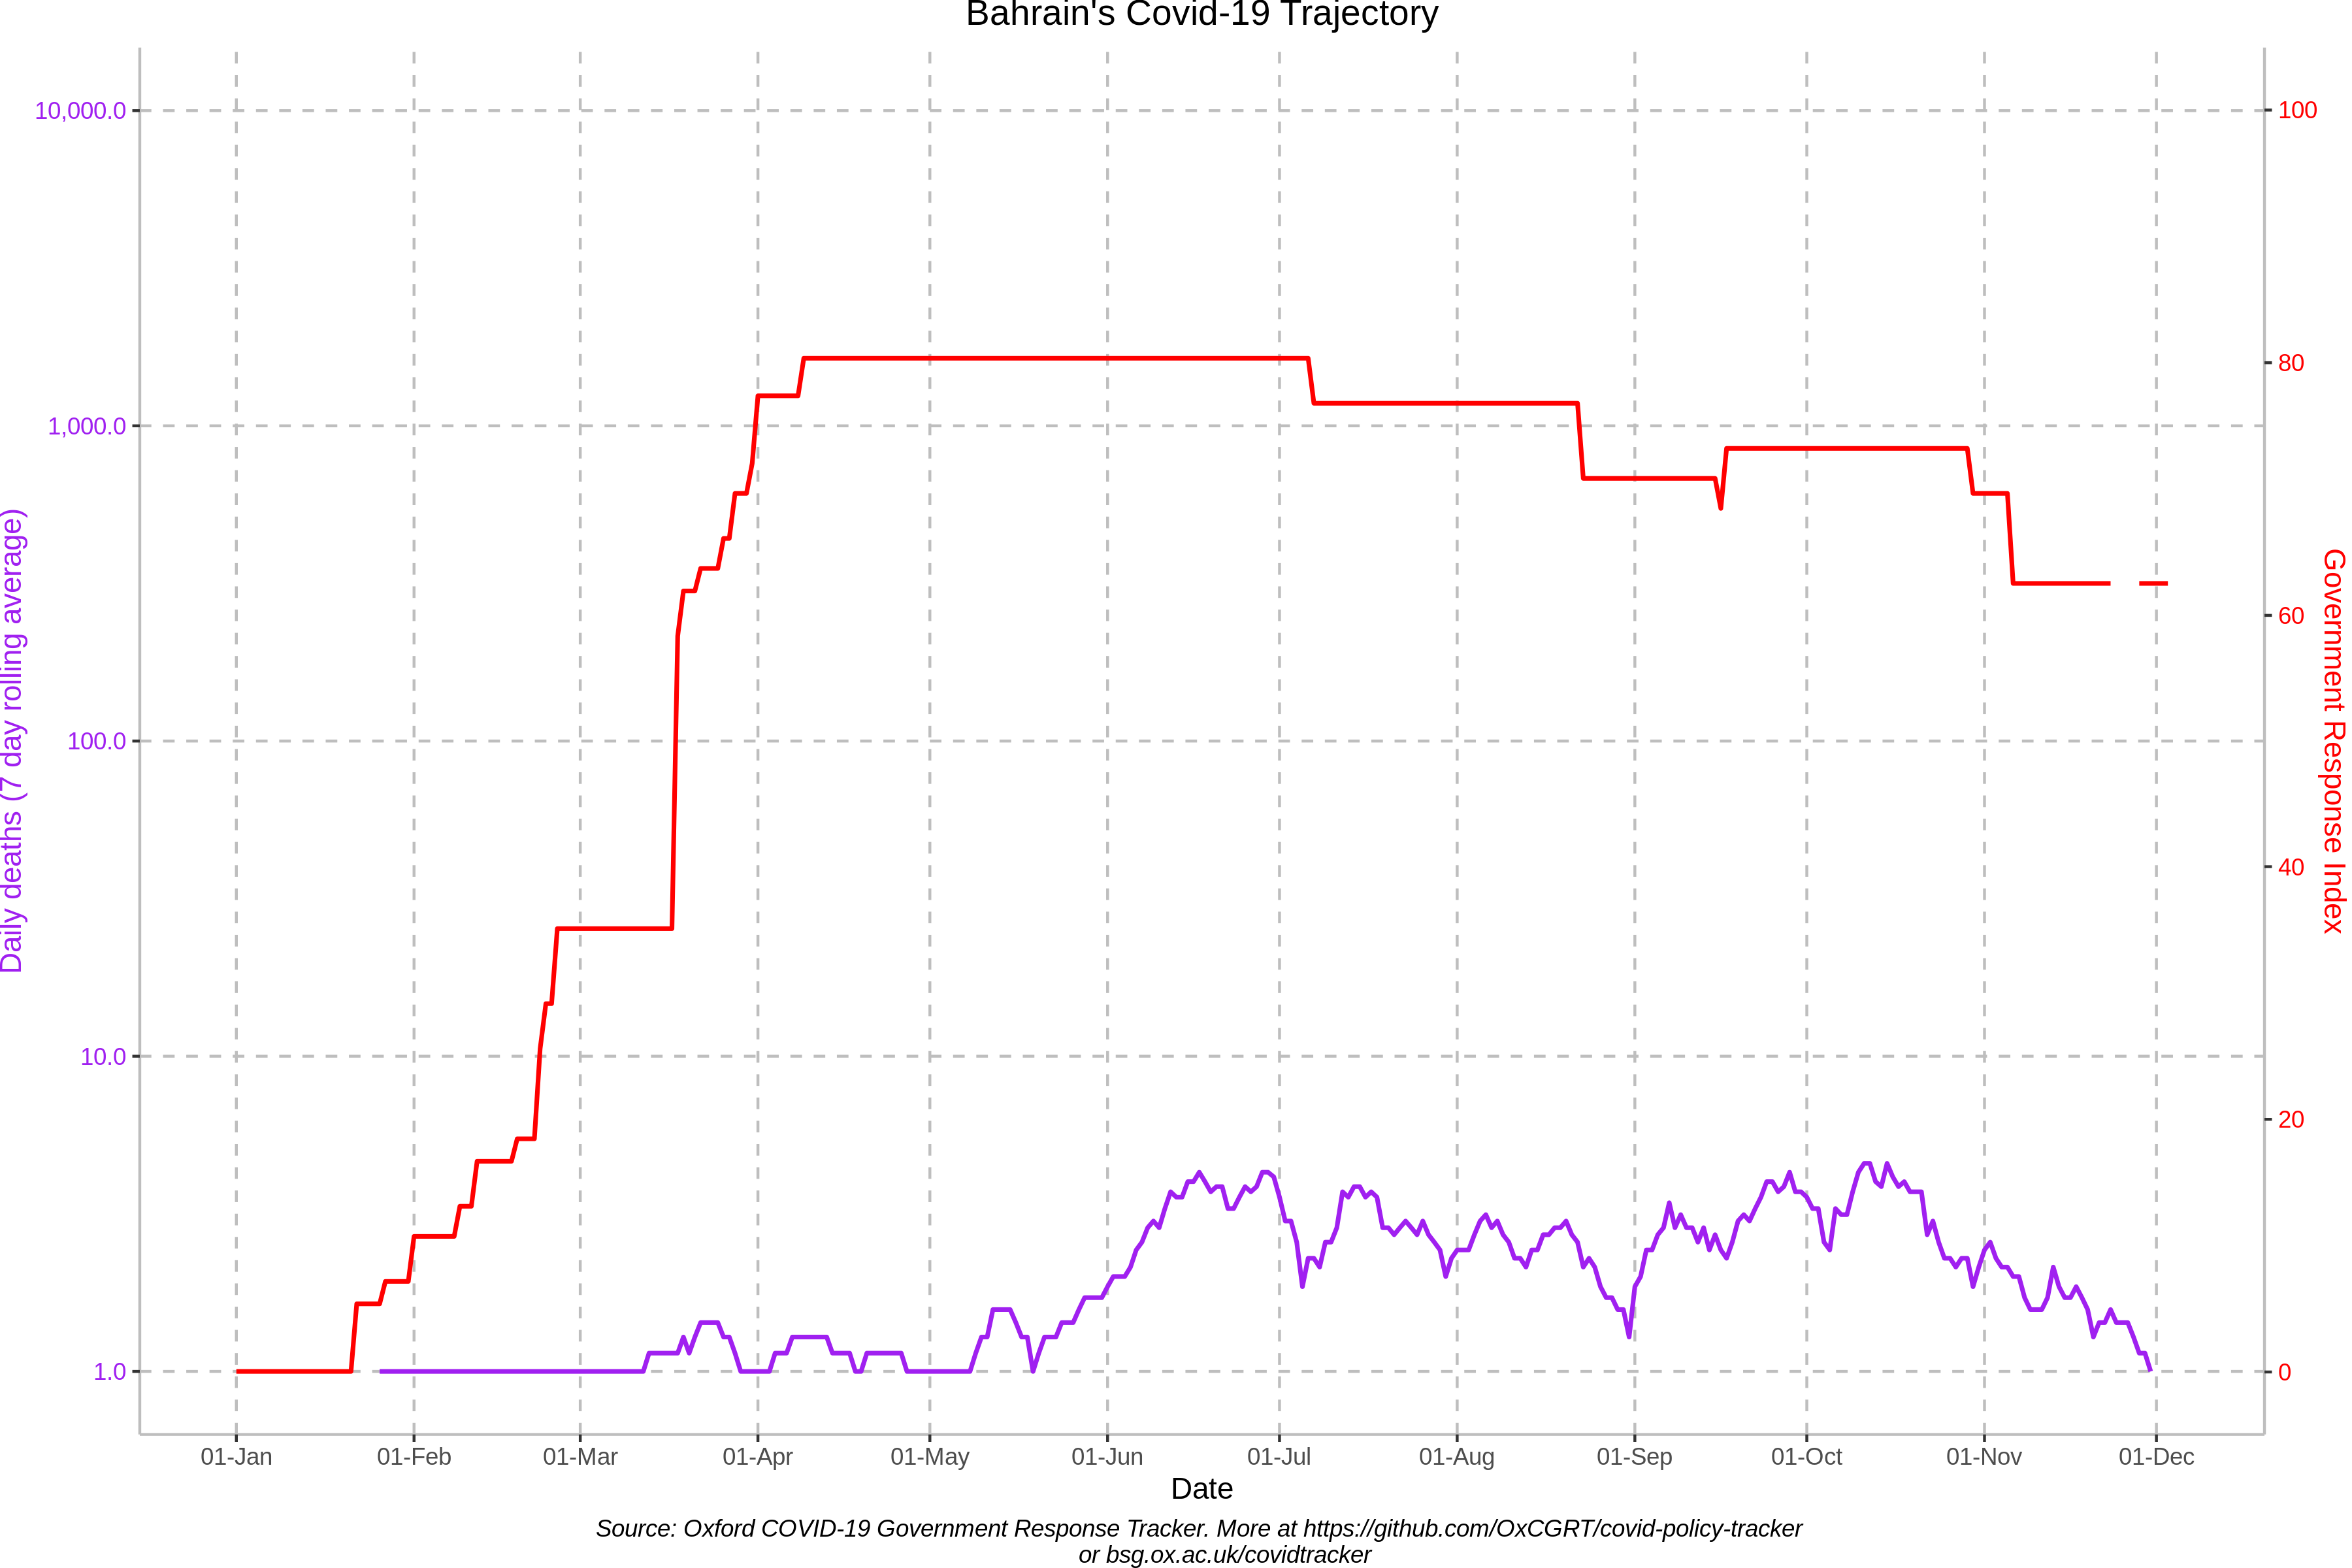 Bahrain's Covid-19 Trajectory
10,000.0
1,000.0
100.0
10.0
1.0
Daily deaths (7 day rolling average)
100
80
60
40
20
0
Government Response Index
01-Jan 01-Feb 01-Mar 01-Apr 01-May 01-Jun 01-Jul 01-Aug 01-Sep 01-Oct 01-Nov 01-Dec
Date
Source: Oxford COVID-19 Government Response Tracker. More at https://github.com/OxCGRT/covid-policy-tracker
or bsg.ox.ac.uk/covidtracker